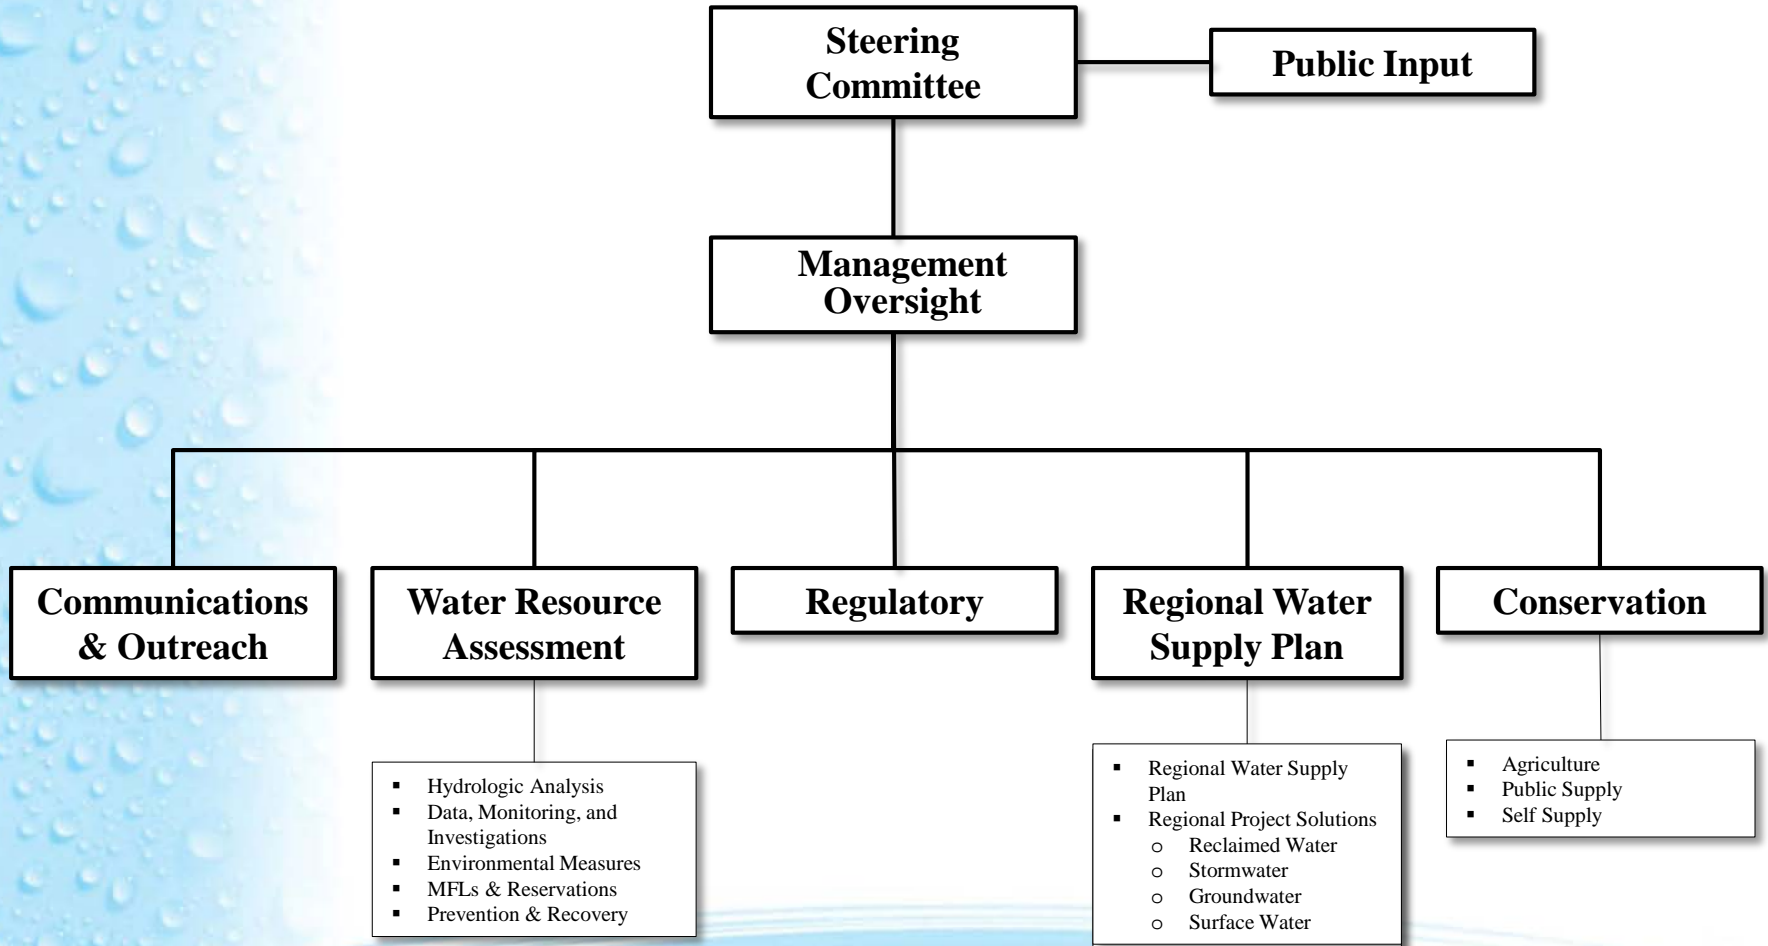 Steering
Committee
Public Input
Management
Oversight
Communications
& Outreach
Water Resource
Assessment
Regulatory
Regional Water
Supply Plan
Conservation
▪ Hydrologic Analysis
▪ Data, Monitoring, and
Investigations
▪ Environmental Measures
▪ MFLs & Reservations
▪ Prevention & Recovery
▪ Regional Water Supply
Plan
▪ Regional Project Solutions
o Reclaimed Water
o Stormwater
o Groundwater
o Surface Water
▪ Agriculture
▪ Public Supply
▪ Self Supply